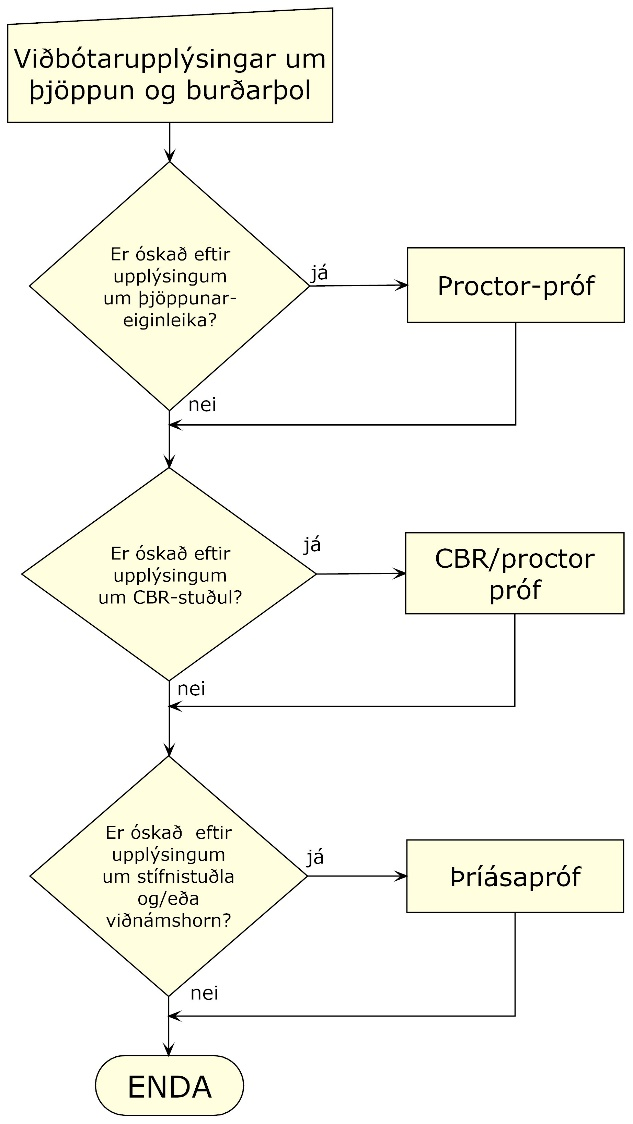 Viðbótarupplýsingar um
þjöppun og burðarþol
Er óskað eftir
upplýsingum
um þjöppunar-
eiginleika?
já
Proctor-próf
nei
Er óskað eftir
upplýsingum
um CBR-stuðul?
já
CBR/proctor
próf
nei
Er óskað eftir
upplýsingum
um stífnistuðla
og/eða
viðnámshorn?
já
Þríásapróf
nei
ENDA